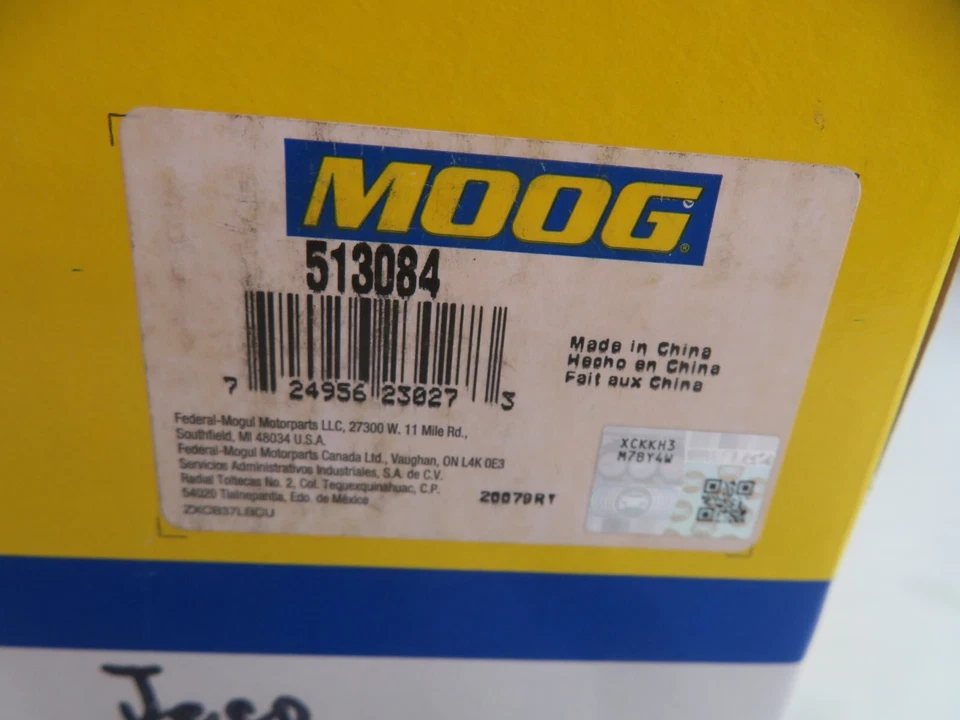 MOOG®
513084
7 24956 23027 3
Made in China
Hecho en China
Fait aux China
Federal-Mogul Motorparts LLC, 27300 W. 11 Mile Rd.,
Southfield, MI 48034 U.S.A.
Federal-Mogul Motorparts Canada Ltd., Vaughan, ON L4K 0E3
Servicios Administrativos Industriales, S.A. de C.V.
Radial Toltecas No. 2, Col. Tequexquinahuac, C.P.
54020 Tlalnepantla, Edo. de México
20079RY
XCKKH3
M7BY4W